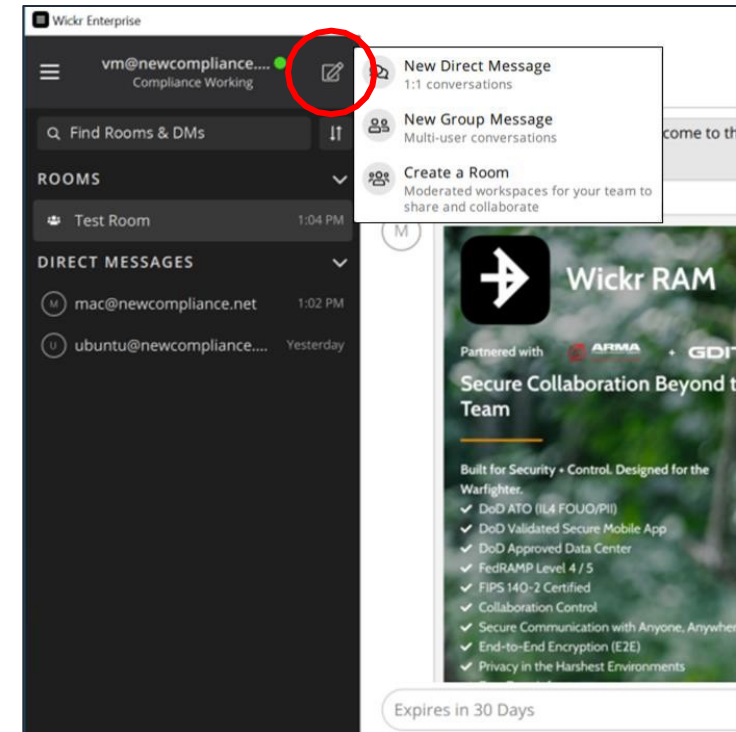 Wickr Enterprise
vm@newcompliance....
Compliance Working
Find Rooms & DMs
ROOMS
Test Room 1:04 PM
DIRECT MESSAGES
M mac@newcompliance.net 1:02 PM
U ubuntu@newcompliance.... Yesterday
New Direct Message
1:1 conversations
New Group Message
Multi-user conversations
Create a Room
Moderated workspaces for your team to
share and collaborate
come to th
M
Wickr RAM
Partnered with ARMA + GDIT
Secure Collaboration Beyond t
Team
Built for Security + Control. Designed for the
Warfighter.
DoD ATO (IL4 FOUO/PII)
DoD Validated Secure Mobile App
DoD Approved Data Center
FedRAMP Level 4 / 5
FIPS 140-2 Certified
Collaboration Control
Secure Communication with Anyone, Anywher
End-to-End Encryption (E2E)
Privacy in the Harshest Environments
Expires in 30 Days